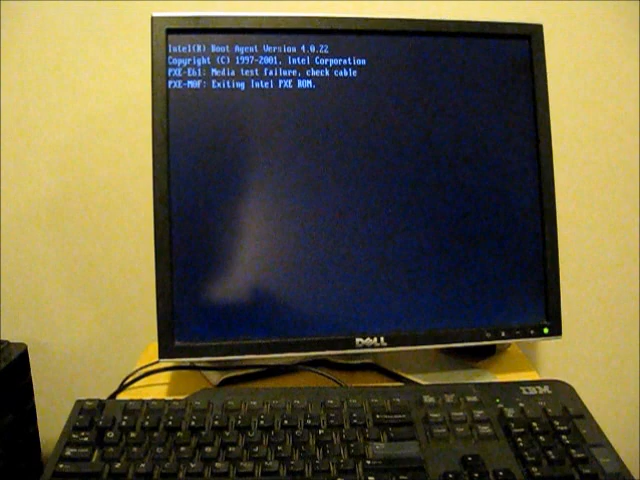 Intel(R) Boot Agent Version 4.0.22
Copyright (C) 1997-2001, Intel Corporation
PXE-E61: Media test failure, check cable
PXE-M0F: Exiting Intel PXE ROM.
DELL
IBM